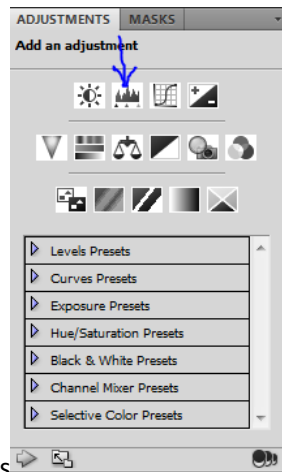 ADJUSTMENTS MASKS
Add an adjustment
Levels Presets
Curves Presets
Exposure Presets
Hue/Saturation Presets
Black & White Presets
Channel Mixer Presets
Selective Color Presets
s